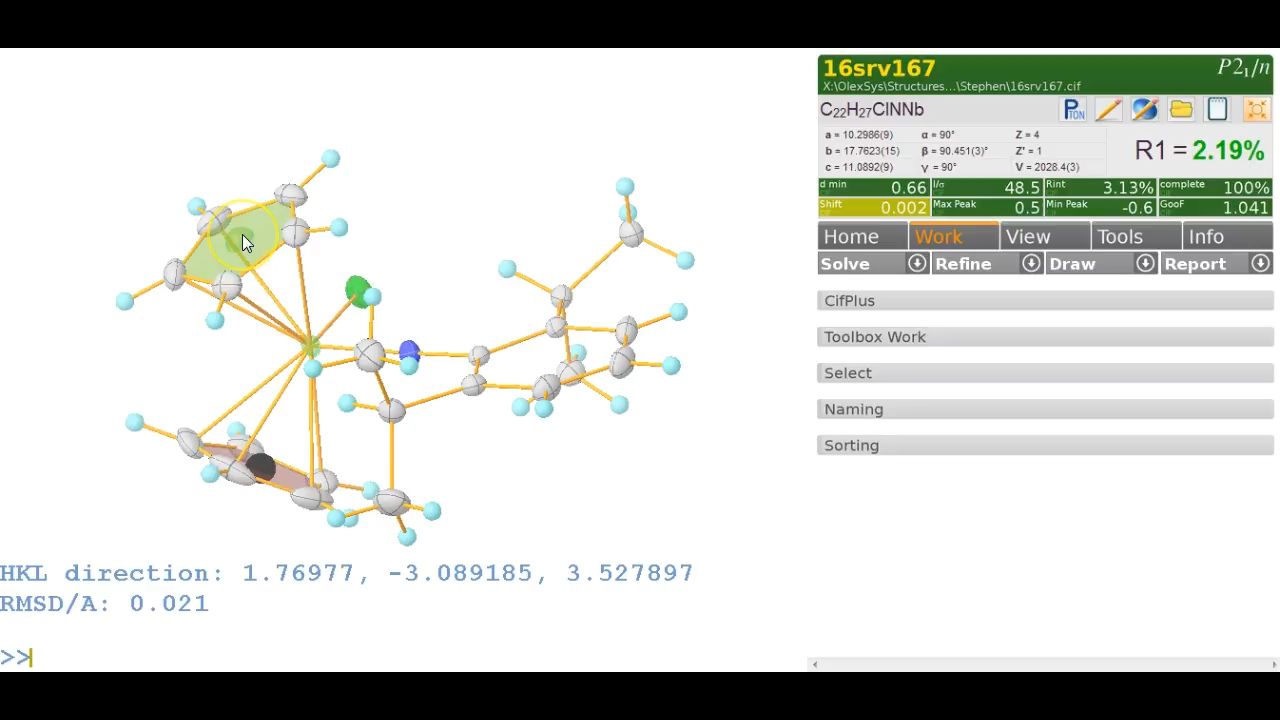 16srv167
P2₁/n
X:\OlexSys\Structures...\Stephen\16srv167.cif
C₂₂H₂₇ClNNb
PTON
a = 10.2986(9) α = 90° Z = 4
b = 17.7623(15) β = 90.451(3)° Z' = 1
c = 11.0892(9) γ = 90° V = 2028.4(3)
R1 = 2.19%
d min 0.66 I/σ 48.5 Rint 3.13% complete 100%
Shift 0.002 Max Peak 0.5 Min Peak -0.6 GooF 1.041
Home Work View Tools Info
Solve Refine Draw Report
CifPlus
Toolbox Work
Select
Naming
Sorting
HKL direction: 1.76977, -3.089185, 3.527897
RMSD/A: 0.021
>>